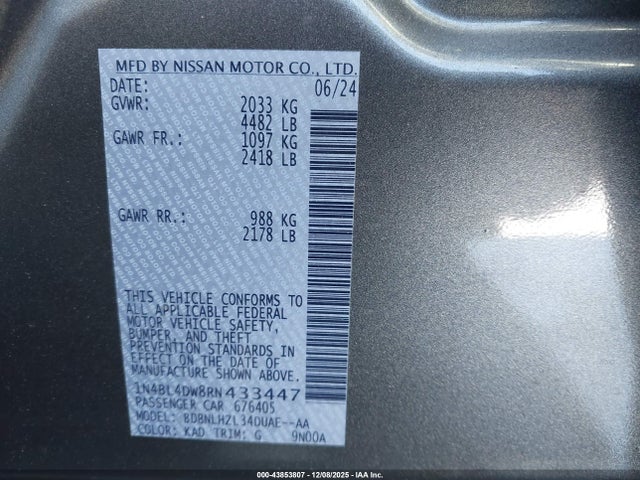 MFD BY NISSAN MOTOR CO., LTD.
DATE: 06/24
GVWR: 2033 KG
4482 LB
GAWR FR.: 1097 KG
2418 LB
GAWR RR.: 988 KG
2178 LB
THIS VEHICLE CONFORMS TO
ALL APPLICABLE FEDERAL
MOTOR VEHICLE SAFETY,
BUMPER, AND THEFT
PREVENTION STANDARDS IN
EFFECT ON THE DATE OF
MANUFACTURE SHOWN ABOVE.
1N4BL4DW8RN433447
PASSENGER CAR 676405
MODEL: BDBNLHZL34DUAE--AA
COLOR: KAD TRIM: G 9N00A
000-43853807 | 12/08/2025 | IAA Inc.